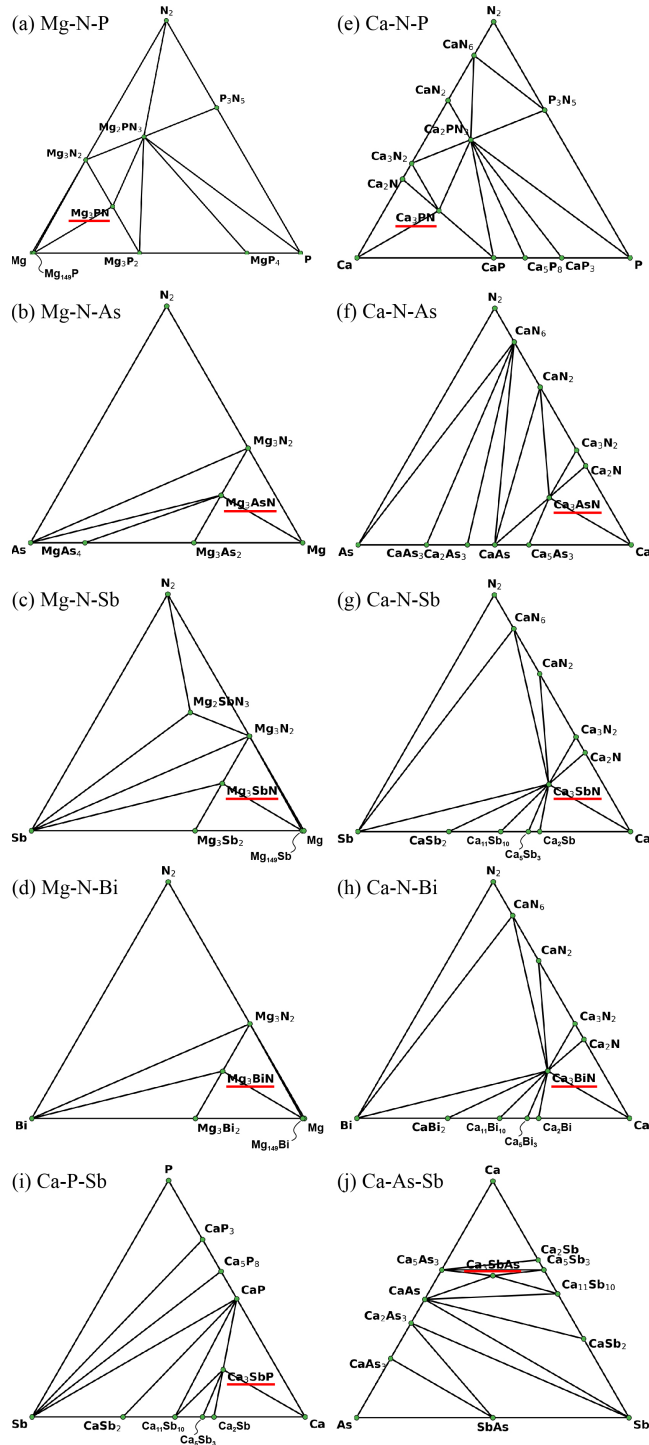 (a) Mg-N-P
N₂
P₃N₅
Mg₂PN₃
Mg₃N₂
Mg₃PN
Mg
Mg₁₄₉P
Mg₃P₂
MgP₄
P
(e) Ca-N-P
N₂
CaN₆
CaN₂
P₃N₅
Ca₂PN₃
Ca₃N₂
Ca₂N
Ca₃PN
Ca
CaP
Ca₅P₈
CaP₃
P
(b) Mg-N-As
N₂
Mg₃N₂
Mg₃AsN
As
MgAs₄
Mg₃As₂
Mg
(f) Ca-N-As
N₂
CaN₆
CaN₂
Ca₃N₂
Ca₂N
Ca₃AsN
As
CaAs₃
Ca₂As₃
CaAs
Ca₅As₃
Ca
(c) Mg-N-Sb
N₂
Mg₂SbN₃
Mg₃N₂
Mg₃SbN
Sb
Mg₃Sb₂
Mg
Mg₁₄₉Sb
(g) Ca-N-Sb
N₂
CaN₆
CaN₂
Ca₃N₂
Ca₂N
Ca₃SbN
Sb
CaSb₂
Ca₁₁Sb₁₀
Ca₅Sb₃
Ca₂Sb
Ca
(d) Mg-N-Bi
N₂
Mg₃N₂
Mg₃BiN
Bi
Mg₃Bi₂
Mg
Mg₁₄₉Bi
(h) Ca-N-Bi
N₂
CaN₆
CaN₂
Ca₃N₂
Ca₂N
Ca₃BiN
Bi
CaBi₂
Ca₁₁Bi₁₀
Ca₅Bi₃
Ca₂Bi
Ca
(i) Ca-P-Sb
P
CaP₃
Ca₅P₈
CaP
Ca₃SbP
Sb
CaSb₂
Ca₁₁Sb₁₀
Ca₅Sb₃
Ca₂Sb
Ca
(j) Ca-As-Sb
Ca
Ca₂Sb
Ca₅As₃
Ca₃SbAs
Ca₅Sb₃
CaAs
Ca₁₁Sb₁₀
Ca₂As₃
CaSb₂
CaAs₃
As
SbAs
Sb